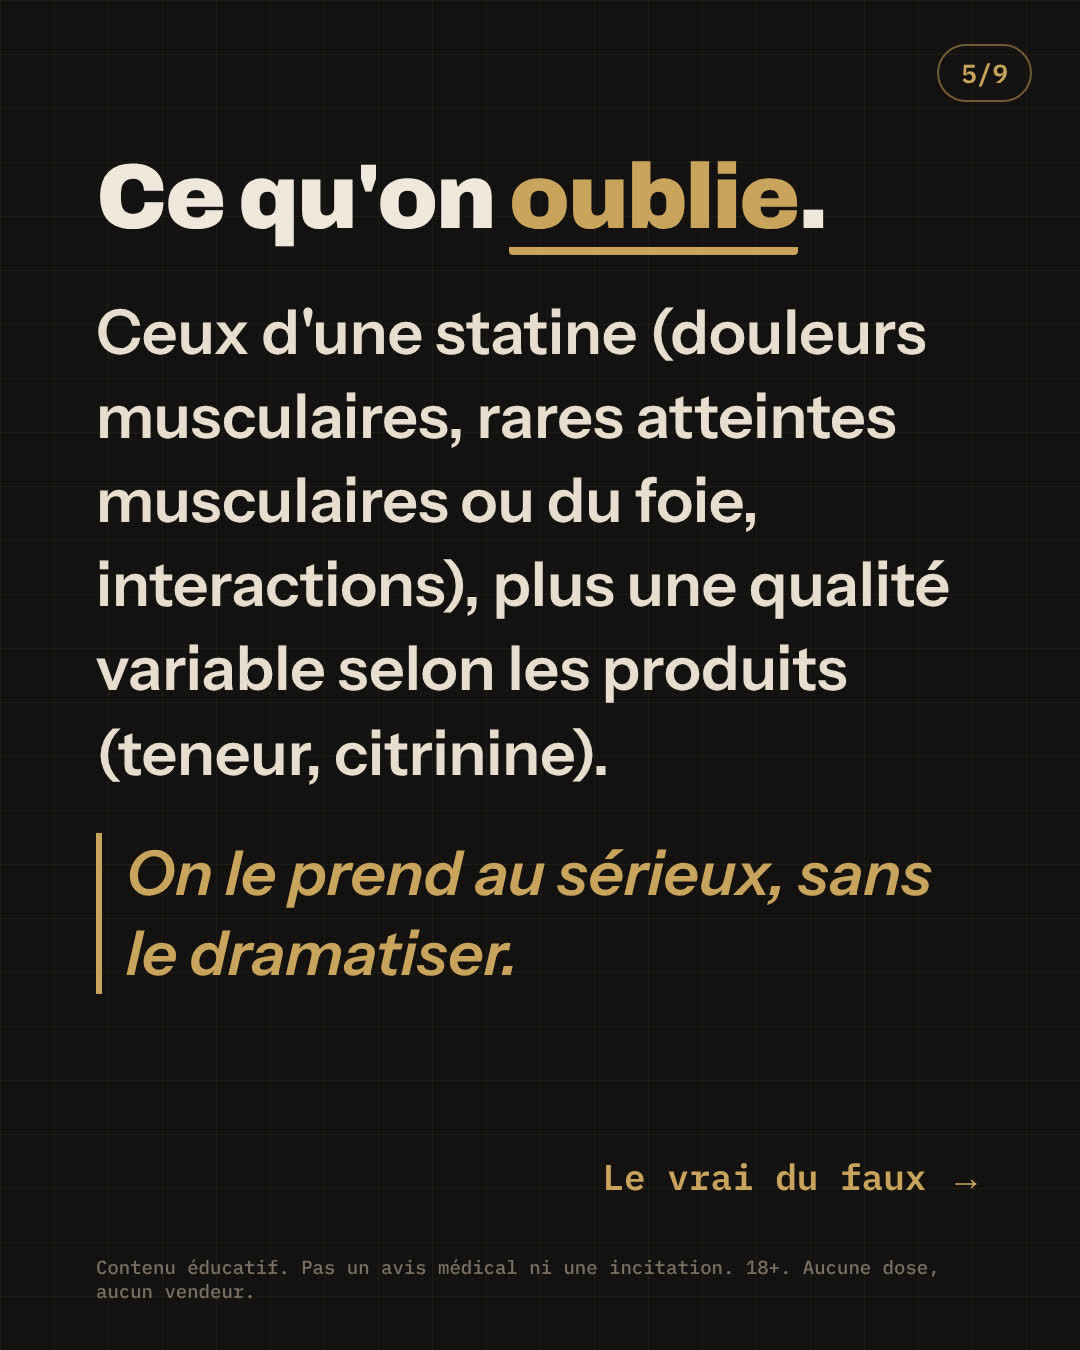 5/9
Ce qu'on oublie.
Ceux d'une statine (douleurs
musculaires, rares atteintes
musculaires ou du foie,
interactions), plus une qualité
variable selon les produits
(teneur, citrinine).
On le prend au sérieux, sans
le dramatiser.
Le vrai du faux →
Contenu éducatif. Pas un avis médical ni une incitation. 18+. Aucune dose,
aucun vendeur.